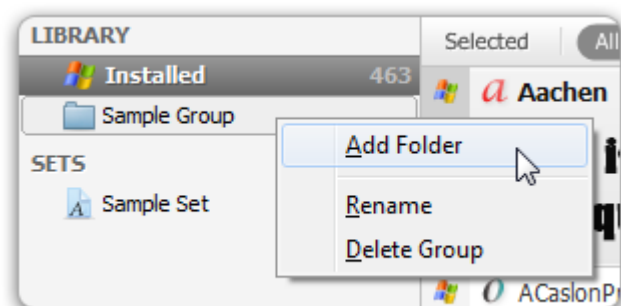 LIBRARY
Installed 463
Sample Group
SETS
Sample Set
Selected All
a Aachen
Add Folder
Rename
Delete Group
O ACaslonPr